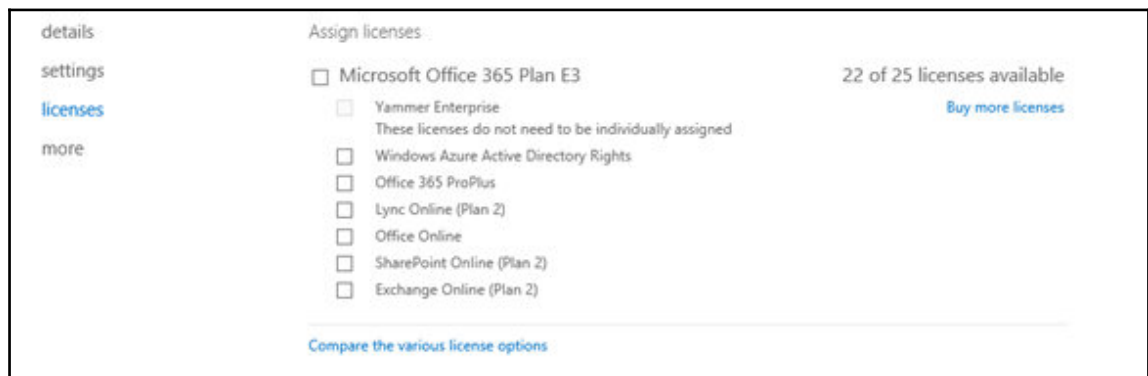 details
settings
licenses
more
Assign licenses
Microsoft Office 365 Plan E3
22 of 25 licenses available
Buy more licenses
Yammer Enterprise
These licenses do not need to be individually assigned
Windows Azure Active Directory Rights
Office 365 ProPlus
Lync Online (Plan 2)
Office Online
SharePoint Online (Plan 2)
Exchange Online (Plan 2)
Compare the various license options